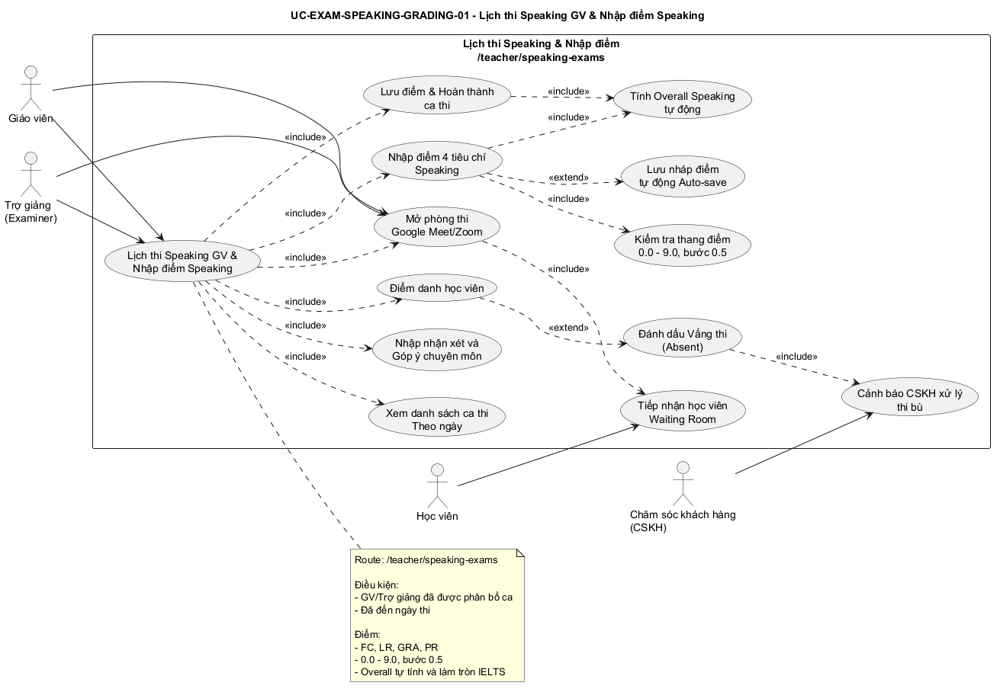 UC-EXAM-SPEAKING-GRADING-01 - Lịch thi Speaking GV & Nhập điểm Speaking
Lịch thi Speaking & Nhập điểm
/teacher/speaking-exams
Giáo viên
Trợ giảng
(Examiner)
Lịch thi Speaking GV &
Nhập điểm Speaking
«include»
«include»
«include»
«include»
«include»
«include»
Lưu điểm & Hoàn thành
ca thi
Nhập điểm 4 tiêu chí
Speaking
Mở phòng thi
Google Meet/Zoom
Điểm danh học viên
Nhập nhận xét và
Góp ý chuyên môn
Xem danh sách ca thi
Theo ngày
«include»
«include»
«extend»
«include»
«include»
«extend»
Tính Overall Speaking
tự động
Lưu nháp điểm
tự động Auto-save
Kiểm tra thang điểm
0.0 - 9.0, bước 0.5
Đánh dấu Vắng thi
(Absent)
Tiếp nhận học viên
Waiting Room
«include»
Cảnh báo CSKH xử lý
thi bù
Học viên
Chăm sóc khách hàng
(CSKH)
Route: /teacher/speaking-exams
Điều kiện:
- GV/Trợ giảng đã được phân bổ ca
- Đã đến ngày thi
Điểm:
- FC, LR, GRA, PR
- 0.0 - 9.0, bước 0.5
- Overall tự tính và làm tròn IELTS